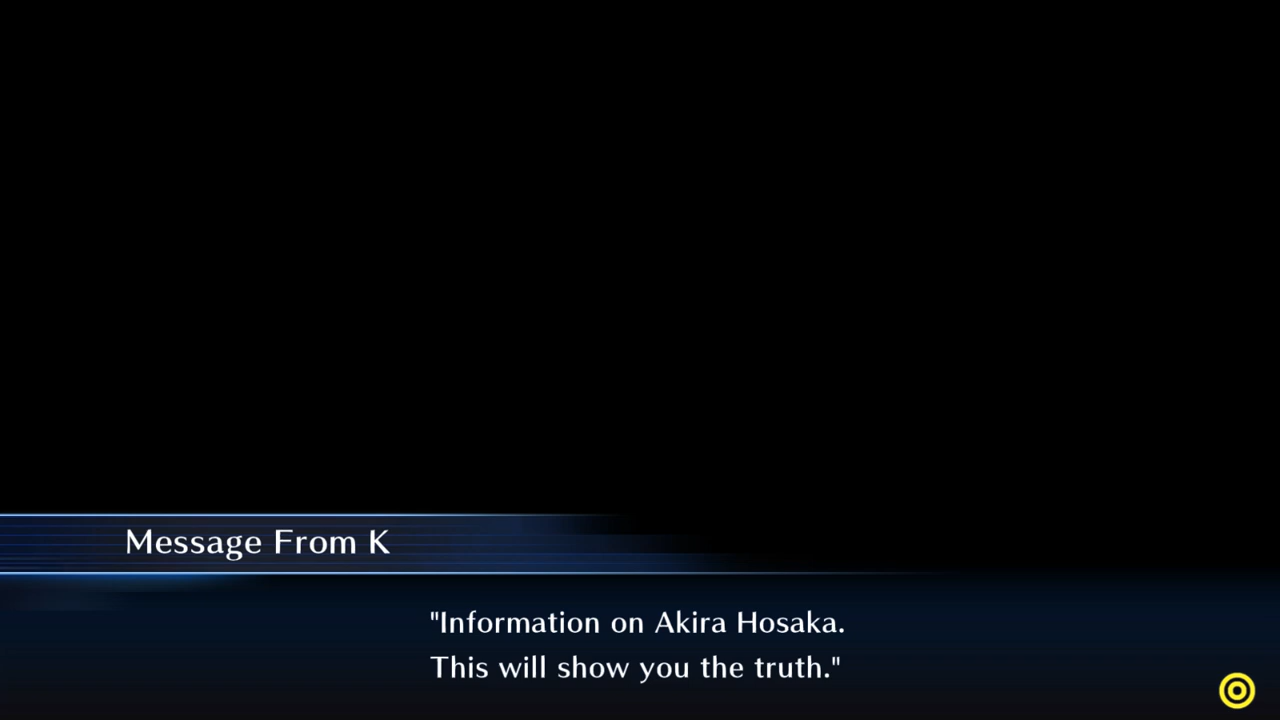 Message From K
"Information on Akira Hosaka.
This will show you the truth."